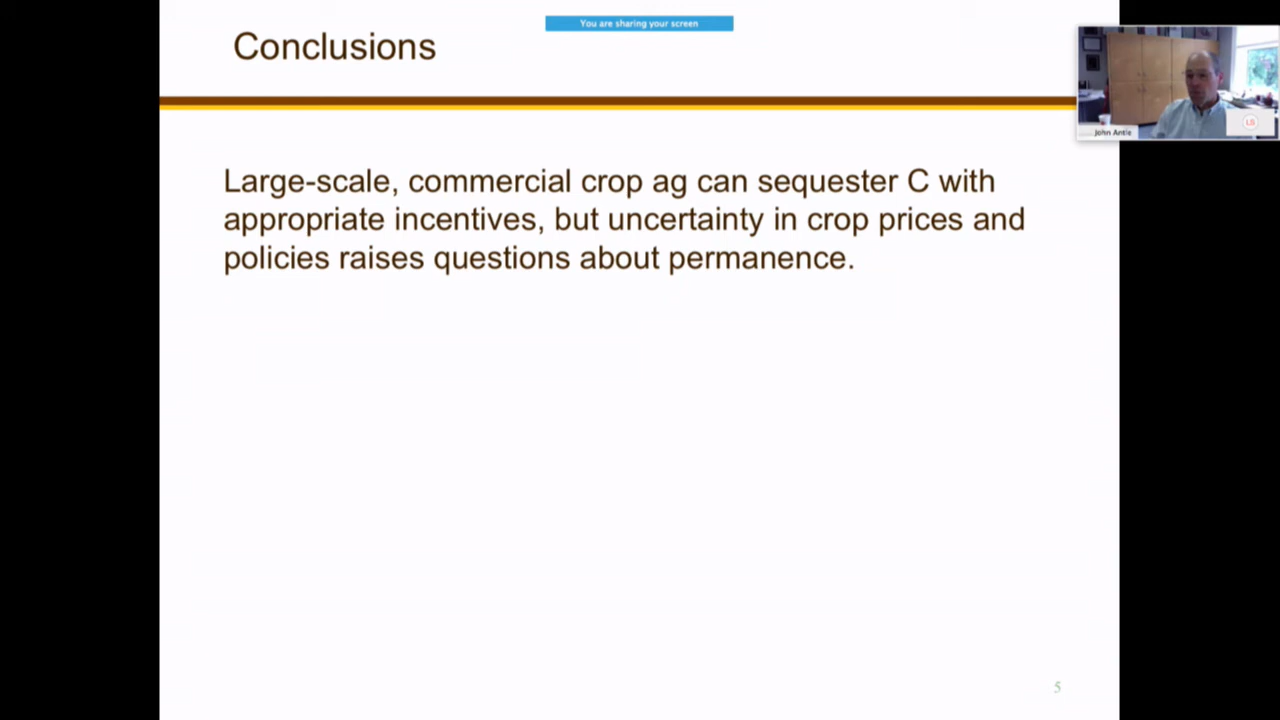 You are sharing your screen
Conclusions
John Antle
LG
Large-scale, commercial crop ag can sequester C with
appropriate incentives, but uncertainty in crop prices and
policies raises questions about permanence.
5